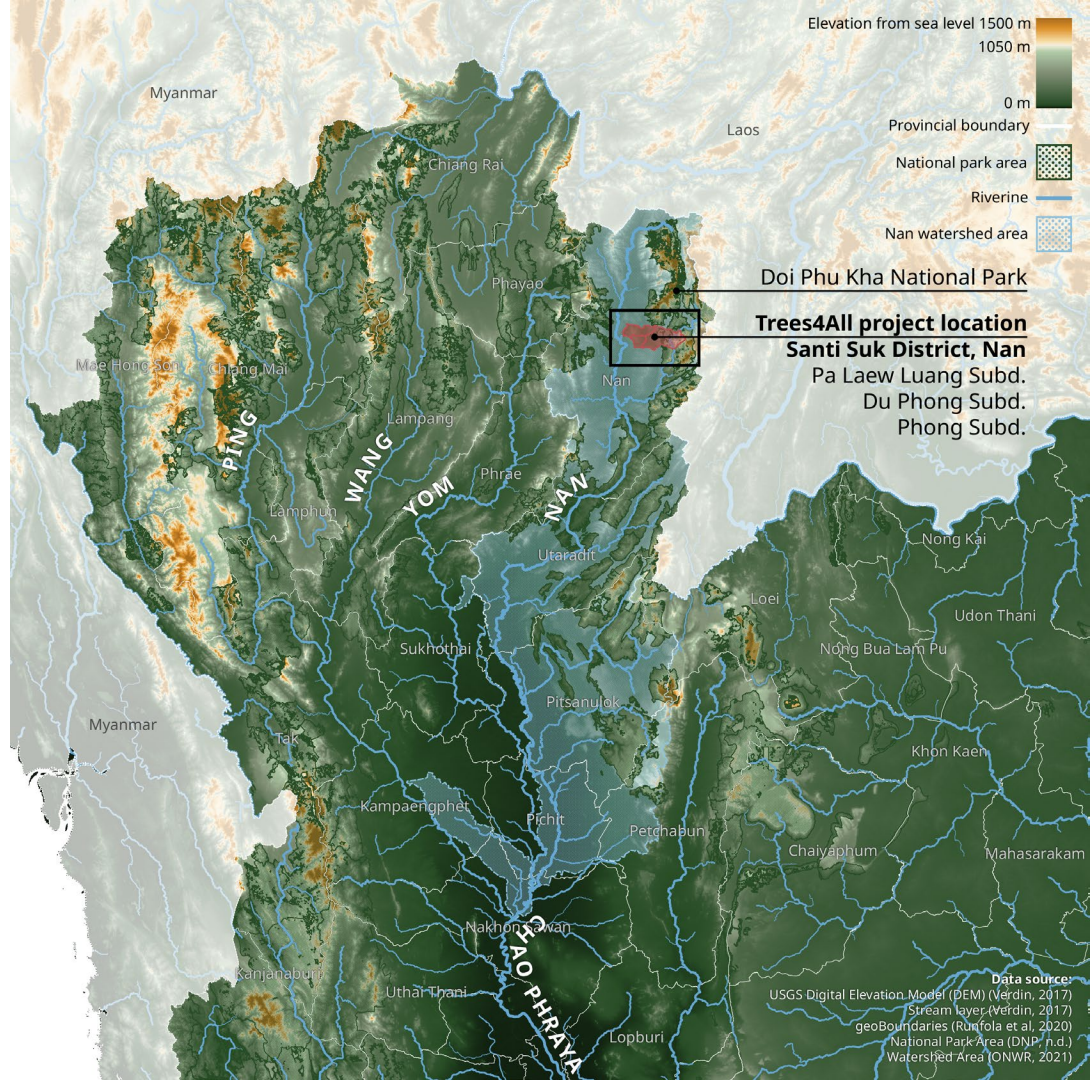 Elevation from sea level 1500 m
1050 m
0 m
Provincial boundary
National park area
Riverine
Nan watershed area
Myanmar
Laos
Chiang Rai
Phayao
Doi Phu Kha National Park
Trees4All project location
Santi Suk District, Nan
Pa Laew Luang Subd.
Du Phong Subd.
Phong Subd.
Mae Hong Son
Chiang Mai
Nan
Lampang
PING
WANG
YOM
NAN
Phrae
Lamphun
Utaradit
Nong Kai
Loei
Udon Thani
Sukhothai
Nong Bua Lam Pu
Pitsanulok
Myanmar
Tak
Khon Kaen
Kampaengphet
Pichit
Petchabun
Chaiyaphum
Mahasarakam
Nakhon Sawan
CHAO PHRAYA
Kanjanaburi
Uthai Thani
Lopburi
Data source:
USGS Digital Elevation Model (DEM) (Verdin, 2017)
Stream layer (Verdin, 2017)
geoBoundaries (Runfola et al, 2020)
National Park Area (DNP, n.d.)
Watershed Area (ONWR, 2021)